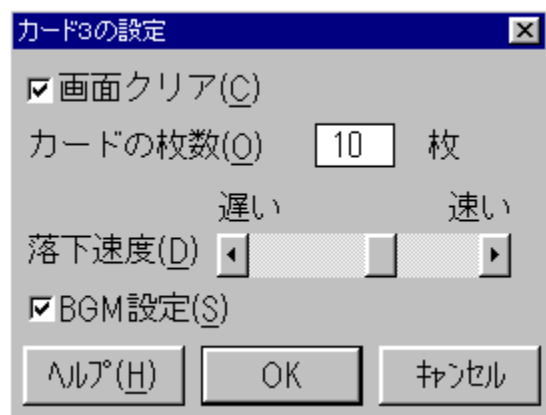 カード3の設定
画面クリア(C)
カードの枚数(O) 10 枚
遅い 速い
落下速度(D)
BGM設定(S)
ﾍﾙﾌﾟ(H) OK ｷｬﾝｾﾙ